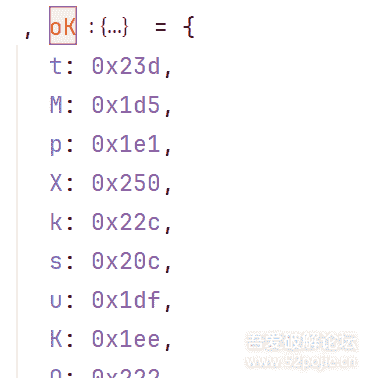 , oK :{...} = {
t: 0x23d,
M: 0x1d5,
p: 0x1e1,
X: 0x250,
k: 0x22c,
s: 0x20c,
u: 0x1df,
K: 0x1ee,
吾爱破解论坛
www.52pojie.cn